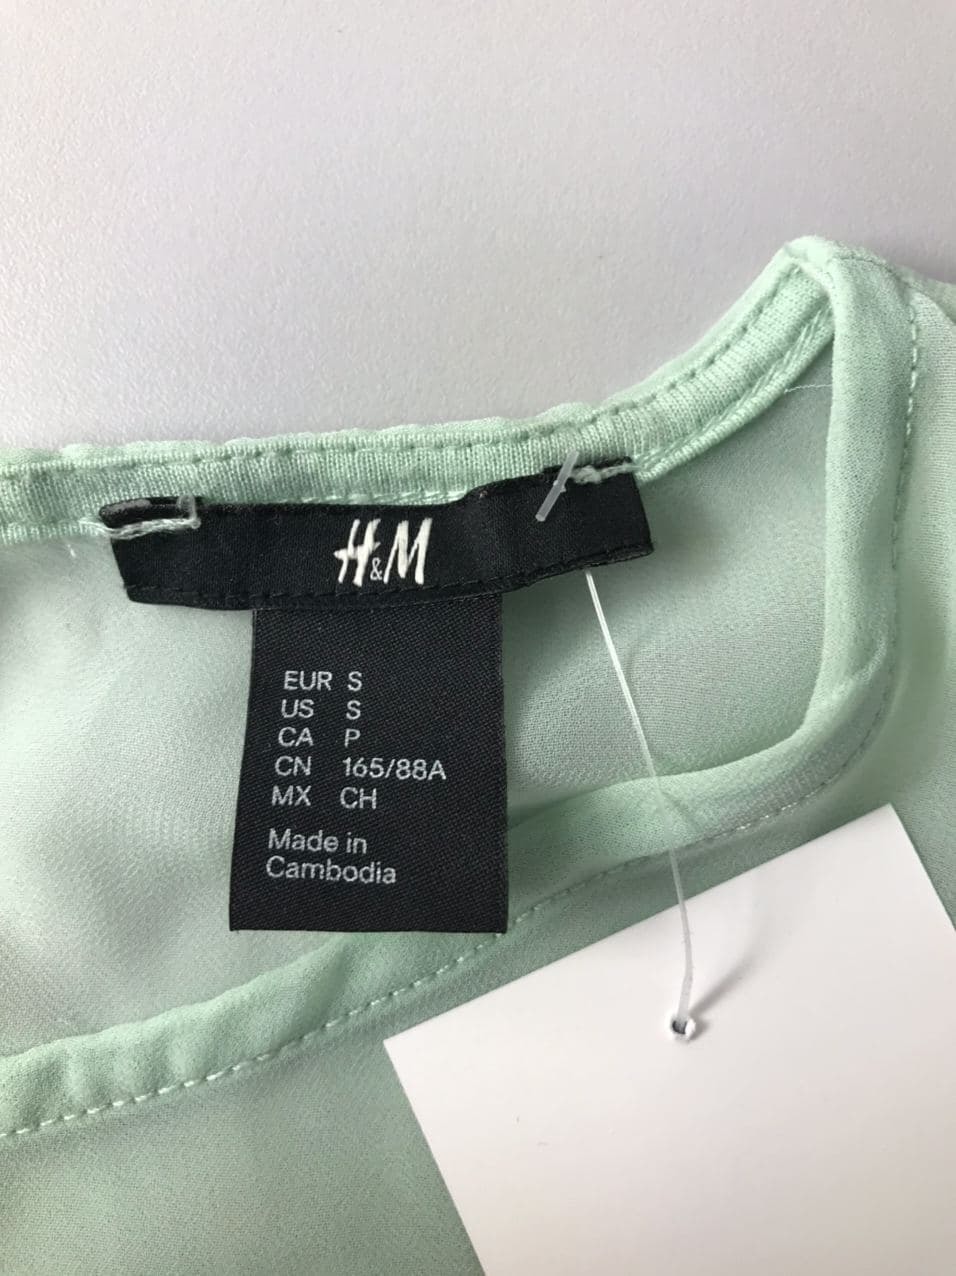 H&M
EUR S
US S
CA P
CN 165/88A
MX CH
Made in
Cambodia